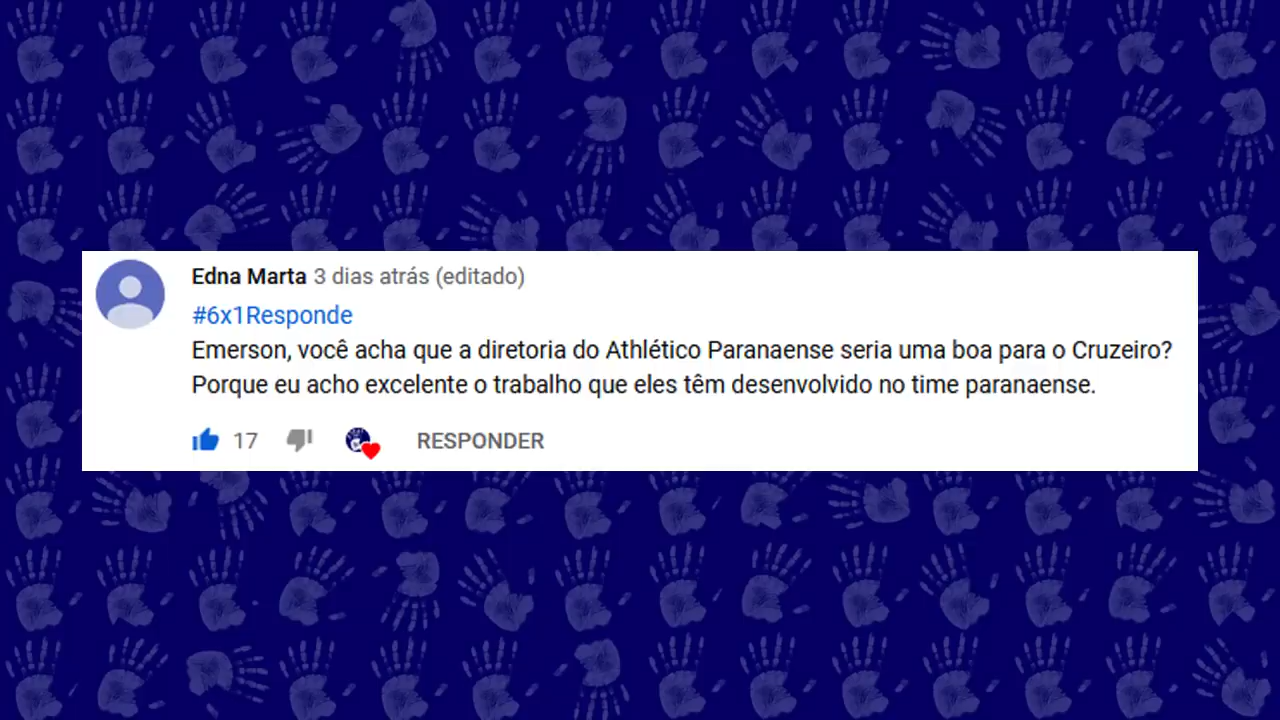 Edna Marta 3 dias atrás (editado)
#6x1Responde
Emerson, você acha que a diretoria do Athlético Paranaense seria uma boa para o Cruzeiro?
Porque eu acho excelente o trabalho que eles têm desenvolvido no time paranaense.
17 RESPONDER